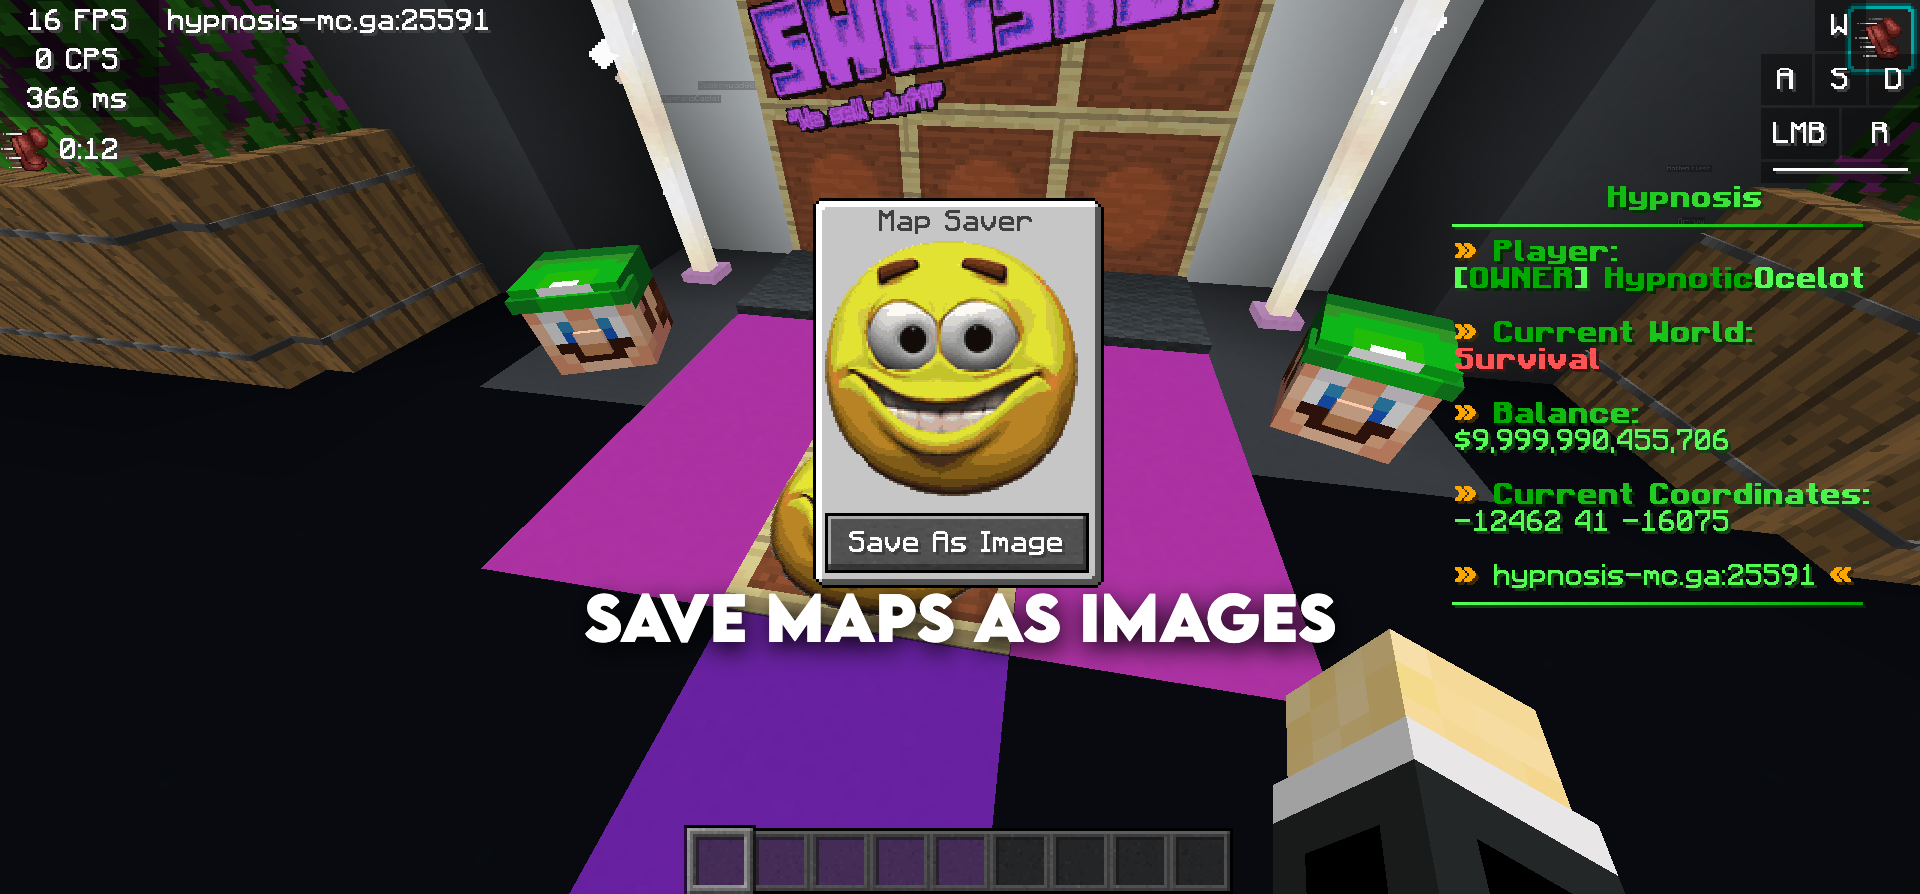 16 FPS
hypnosis-mc.ga:25591
0 CPS
366 ms
0:12
W
A S D
LMB R
"We sell stuff"
Map Saver
Save As Image
SAVE MAPS AS IMAGES
Hypnosis
» Player:
[OWNER] HypnoticOcelot
» Current World:
Survival
» Balance:
$9,999,990,455,706
» Current Coordinates:
-12462 41 -16075
» hypnosis-mc.ga:25591 «